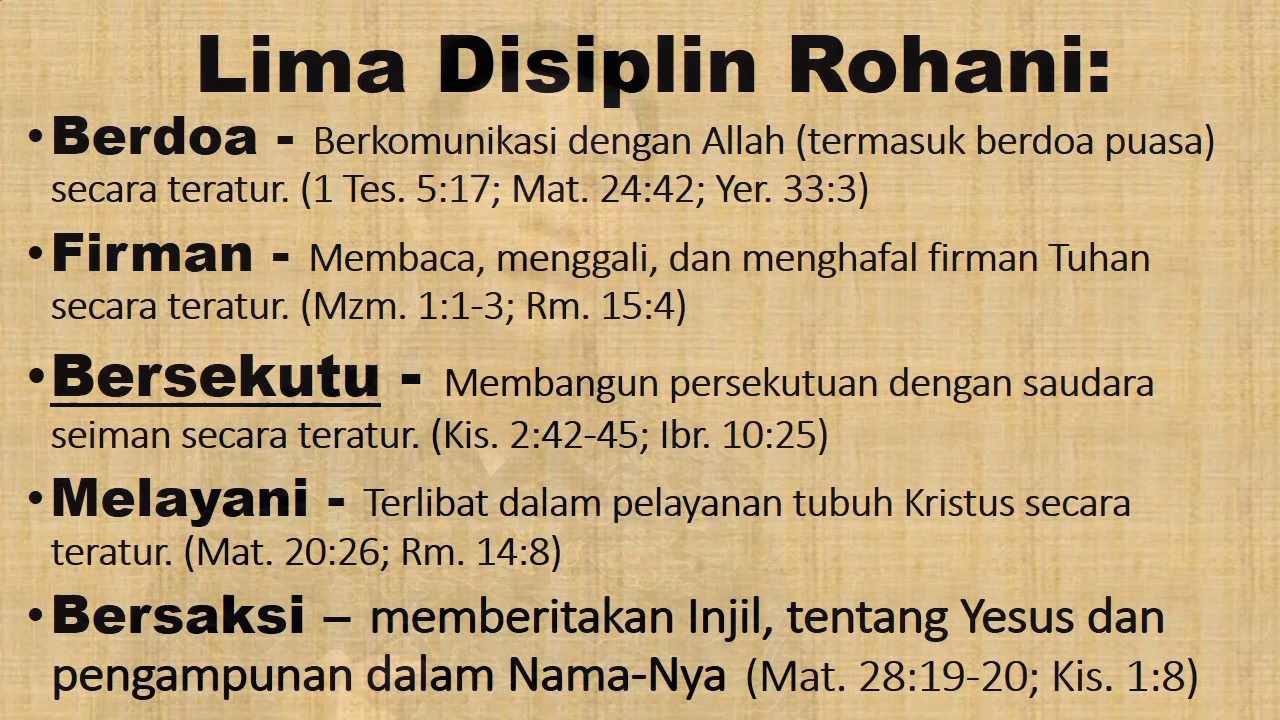 Lima Disiplin Rohani:
• Berdoa - Berkomunikasi dengan Allah (termasuk berdoa puasa)
secara teratur. (1 Tes. 5:17; Mat. 24:42; Yer. 33:3)
• Firman - Membaca, menggali, dan menghafal firman Tuhan
secara teratur. (Mzm. 1:1-3; Rm. 15:4)
• Bersekutu - Membangun persekutuan dengan saudara
seiman secara teratur. (Kis. 2:42-45; Ibr. 10:25)
• Melayani - Terlibat dalam pelayanan tubuh Kristus secara
teratur. (Mat. 20:26; Rm. 14:8)
• Bersaksi – memberitakan Injil, tentang Yesus dan
pengampunan dalam Nama-Nya (Mat. 28:19-20; Kis. 1:8)